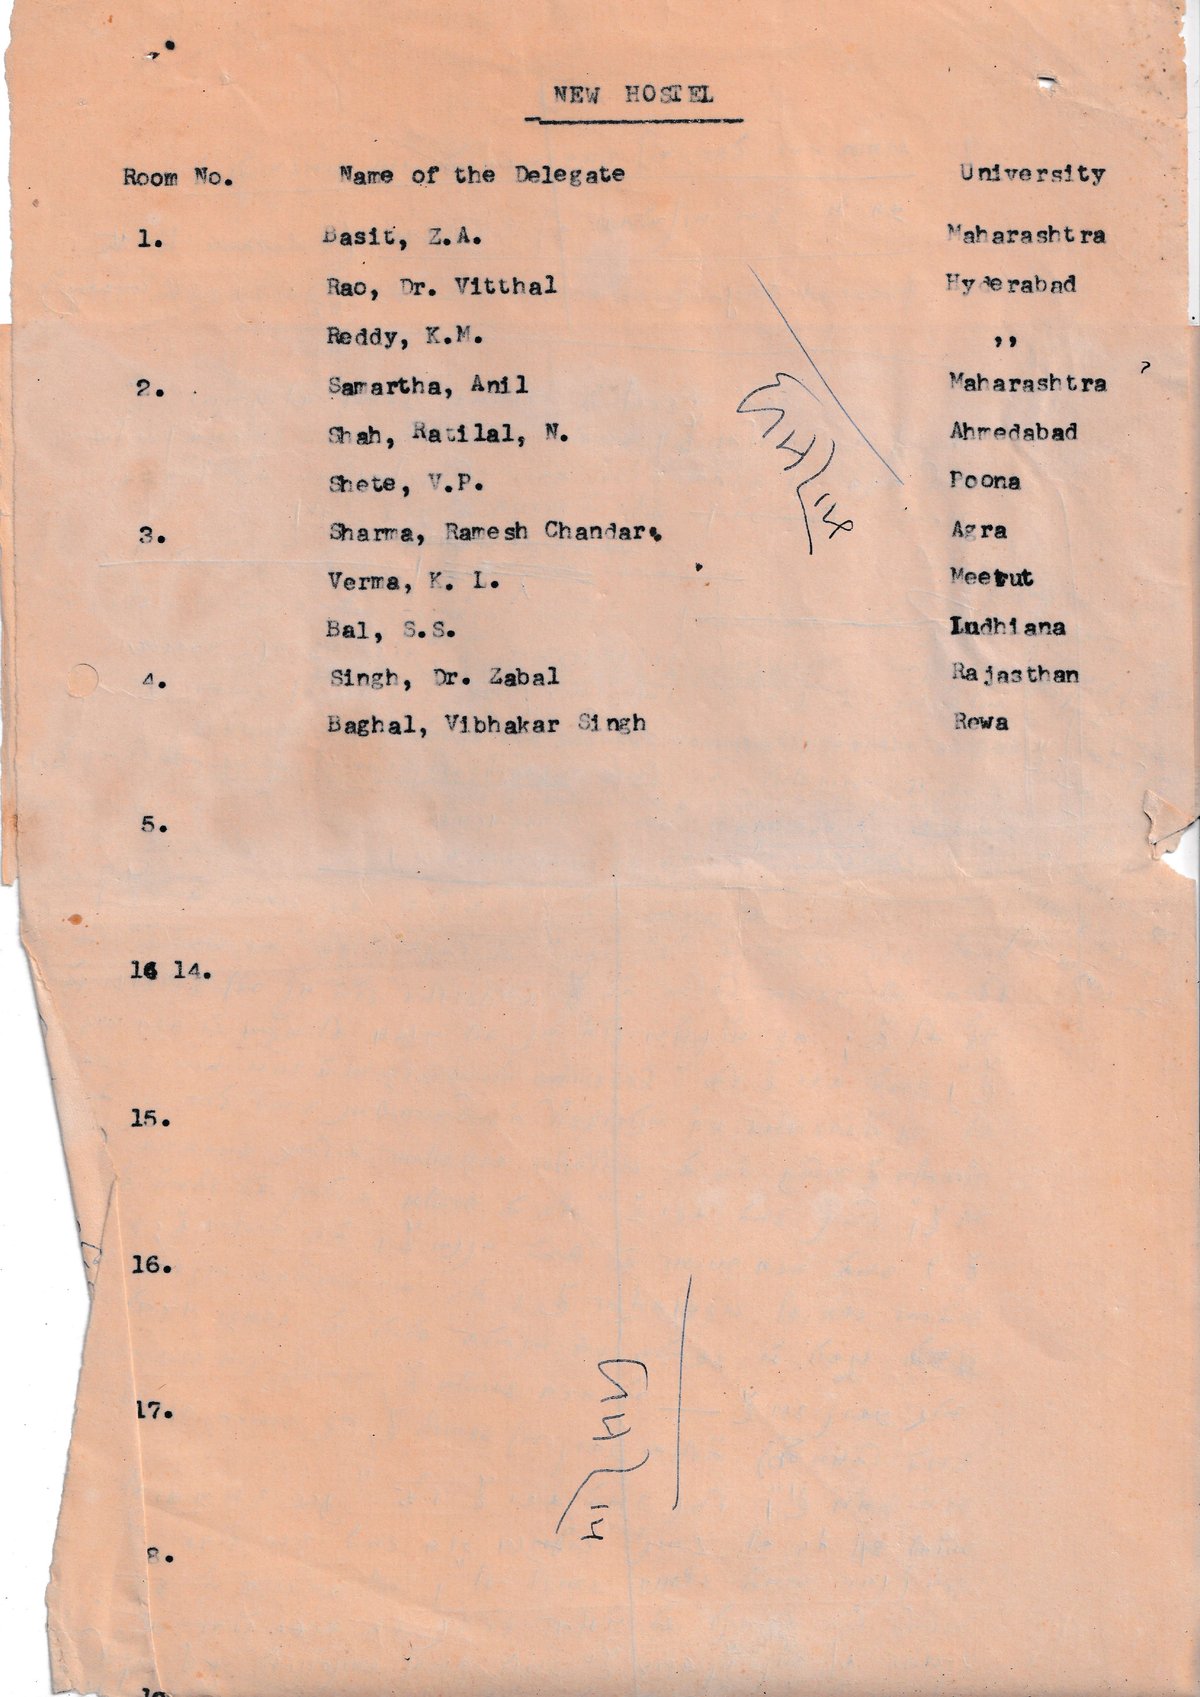 NEW HOSTEL
Room No. Name of the Delegate University
1. Basit, Z.A. Maharashtra
Rao, Dr. Vitthal Hyderabad
Reddy, K.M. ,,
2. Samartha, Anil Maharashtra ?
Shah, Ratilal, N. Ahmedabad
Shete, V.P. Poona
3. Sharma, Ramesh Chandar. Agra
Verma, K. L. Meerut
Bal, S.S. Ludhiana
4. Singh, Dr. Zabal Rajasthan
Baghal, Vibhakar Singh Rewa
5.
14.
15.
16.
17.
8.